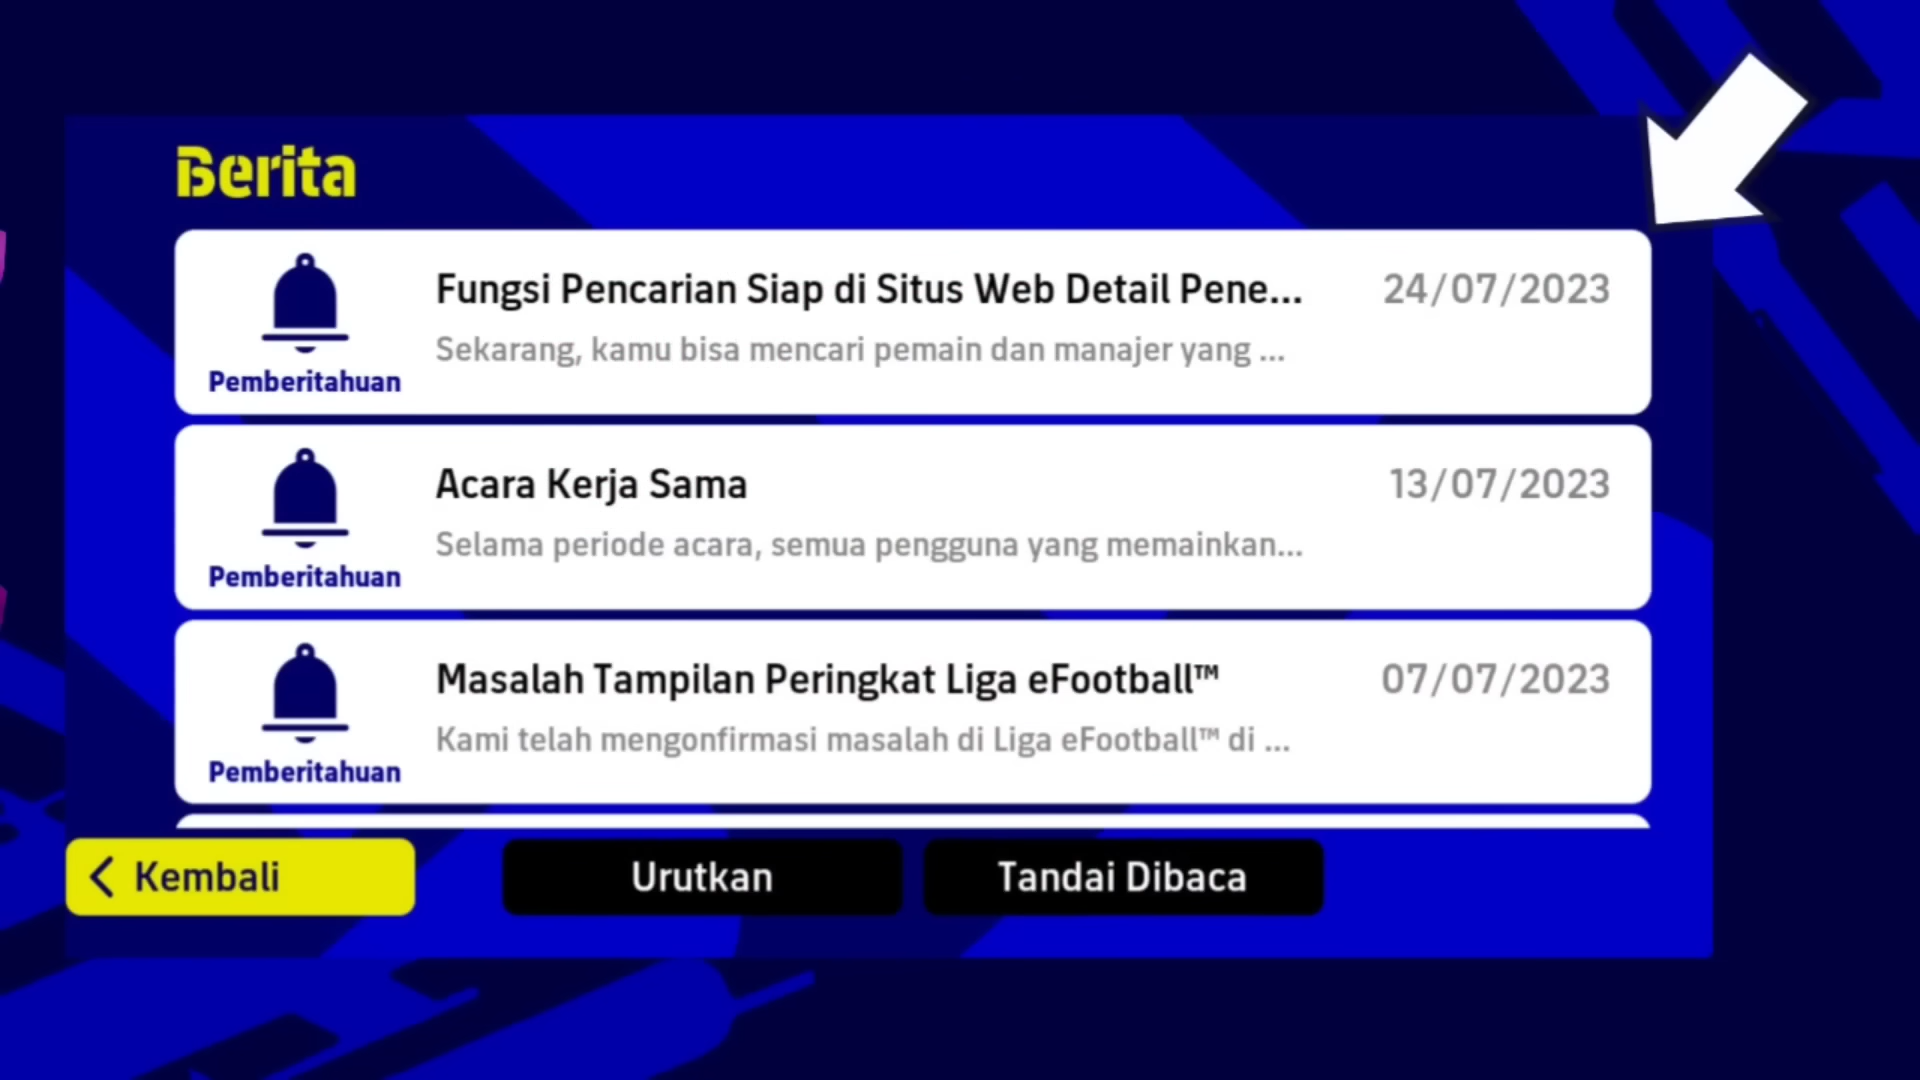 Berita
Fungsi Pencarian Siap di Situs Web Detail Pene... 24/07/2023
Sekarang, kamu bisa mencari pemain dan manajer yang ...
Pemberitahuan
Acara Kerja Sama 13/07/2023
Selama periode acara, semua pengguna yang memainkan...
Pemberitahuan
Masalah Tampilan Peringkat Liga eFootball™ 07/07/2023
Kami telah mengonfirmasi masalah di Liga eFootball™ di ...
Pemberitahuan
Kembali Urutkan Tandai Dibaca